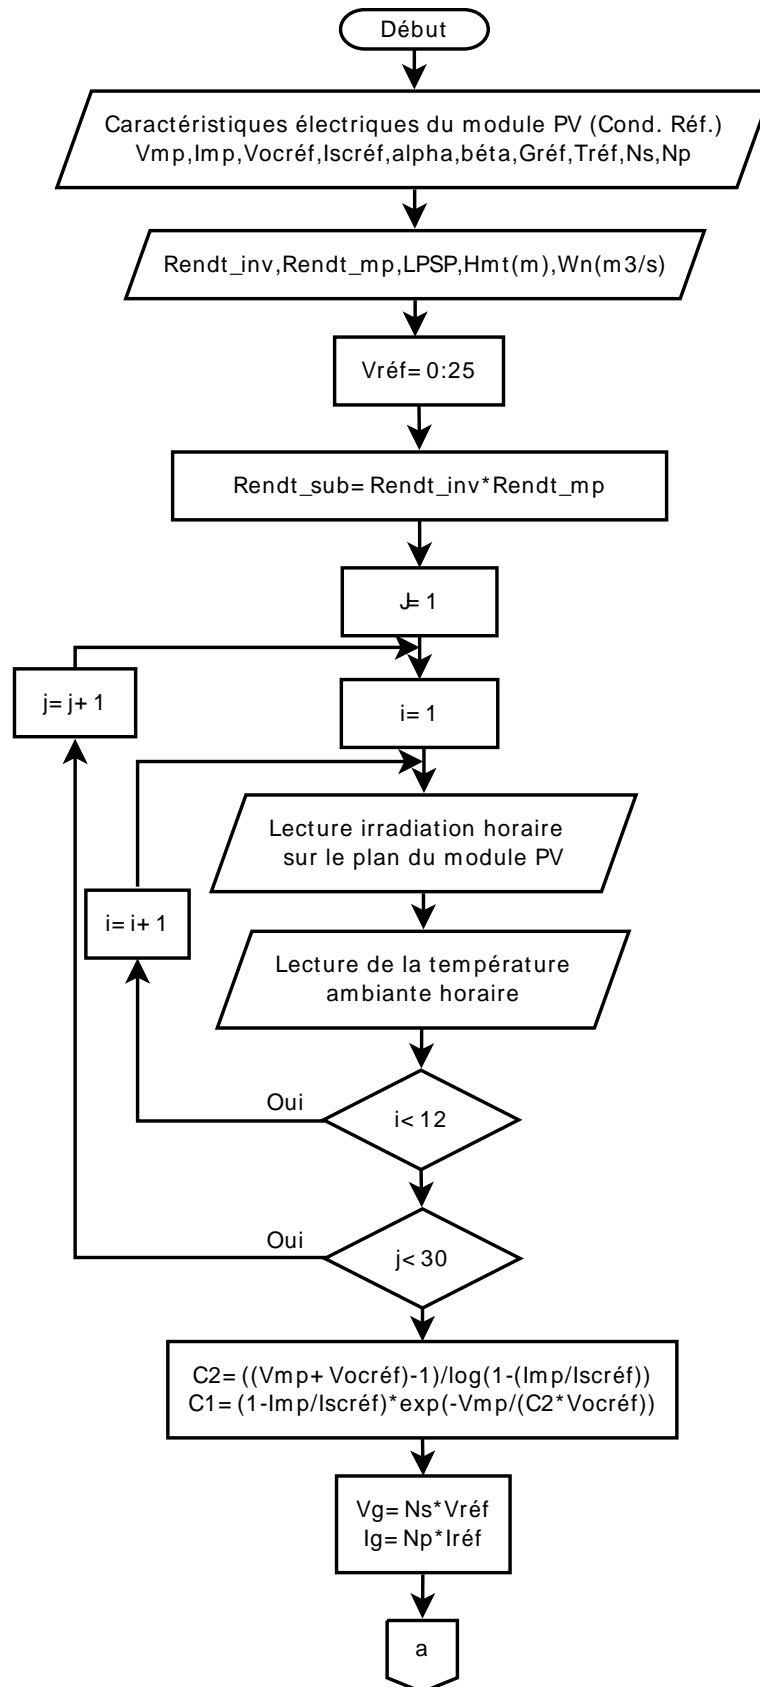 Début
Caractéristiques électriques du module PV (Cond. Réf.)
Vmp,Imp,Vocréf,Iscréf,alpha,béta,Gréf,Tréf,Ns,Np
Rendt_inv,Rendt_mp,LPSP,Hmt(m),Wn(m3/s)
Vréf=0:25
Rendt_sub=Rendt_inv*Rendt_mp
J=1
j=j+1
i=1
Lecture irradiation horaire
sur le plan du module PV
i=i+1
Lecture de la température
ambiante horaire
Oui
i<12
Oui
j<30
C2=((Vmp+Vocréf)-1)/log(1-(Imp/Iscréf))
C1=(1-Imp/Iscréf)*exp(-Vmp/(C2*Vocréf))
Vg=Ns*Vréf
Ig=Np*Iréf
a